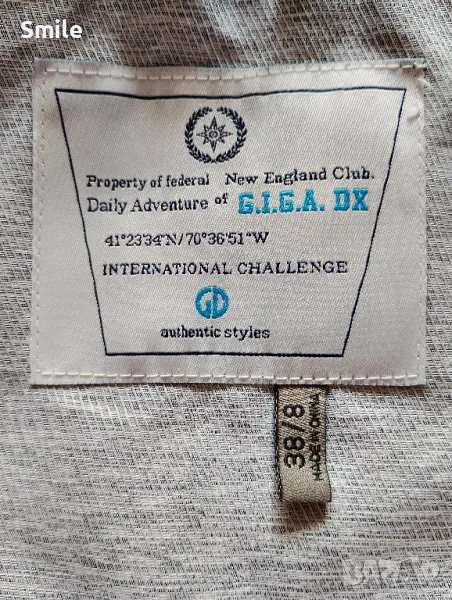 Smile
Property of federal New England Club.
Daily Adventure of G.I.G.A. DX
41°23'34"N/70°36'51"W
INTERNATIONAL CHALLENGE
GD
authentic styles
38/8
MADE IN CHINA